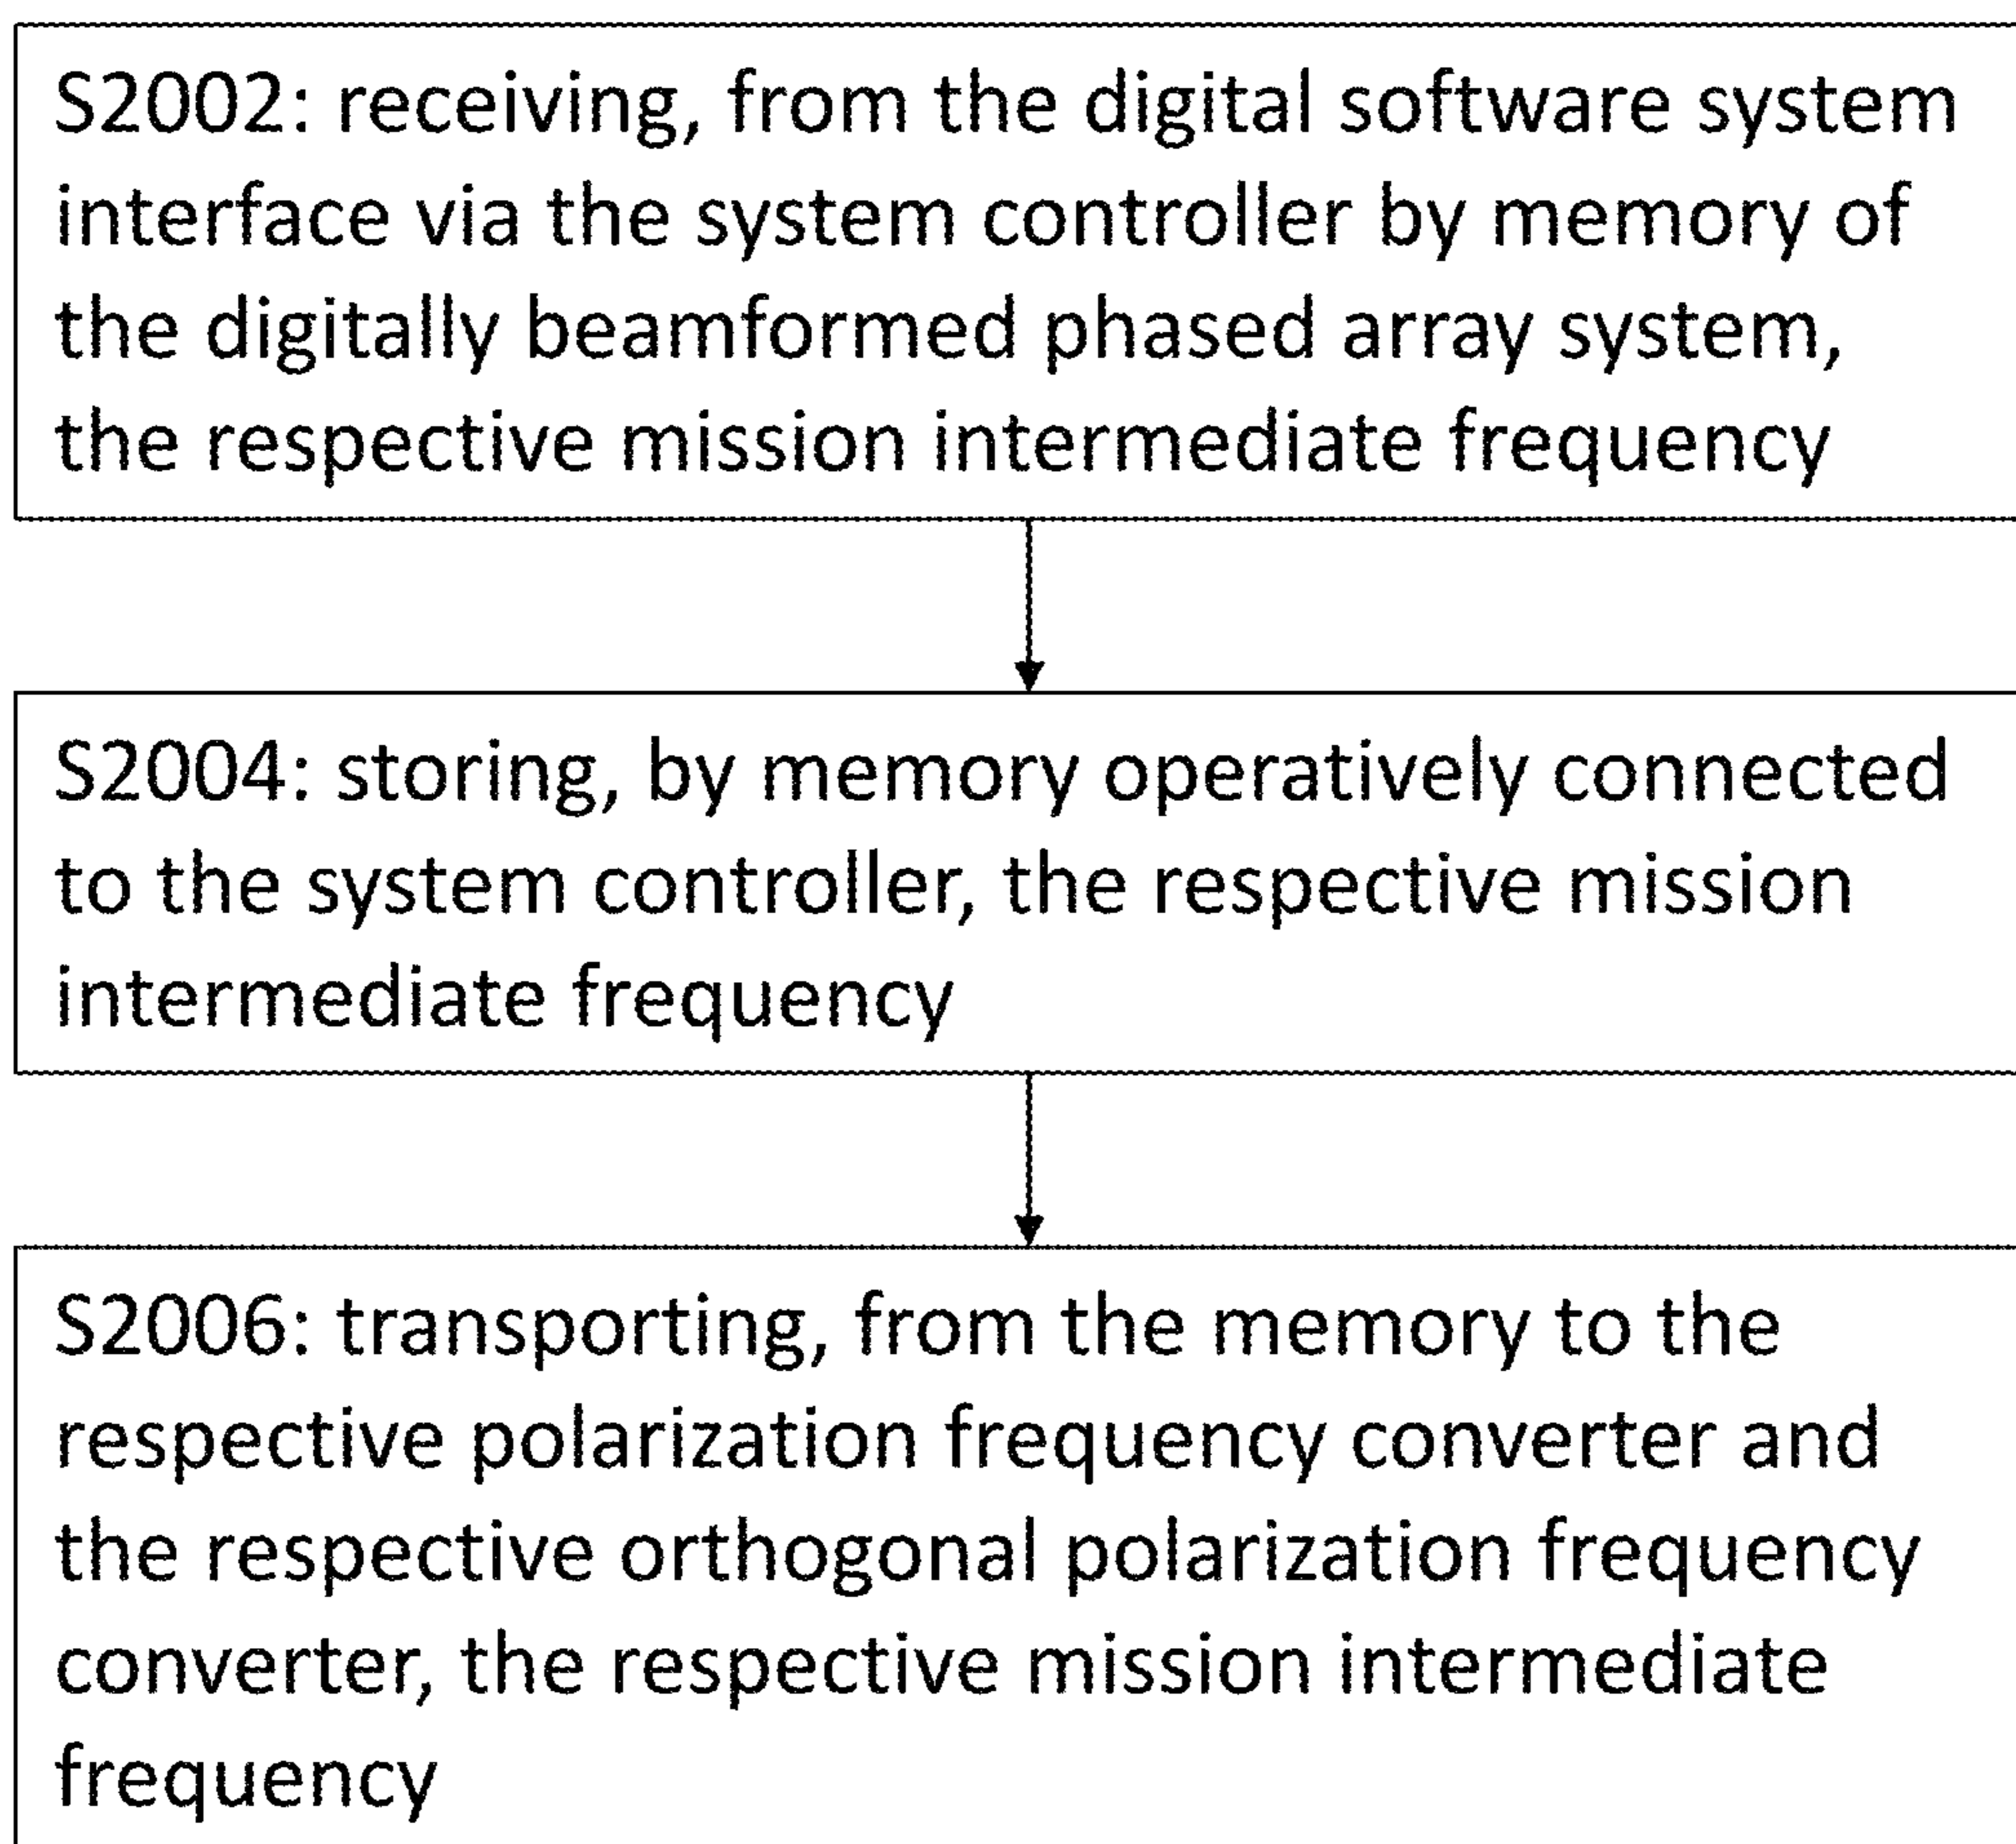 S2002: receiving, from the digital software system
interface via the system controller by memory of
the digitally beamformed phased array system,
the respective mission intermediate frequency
S2004: storing, by memory operatively connected
to the system controller, the respective mission
intermediate frequency
S2006: transporting, from the memory to the
respective polarization frequency converter and
the respective orthogonal polarization frequency
converter, the respective mission intermediate
frequency